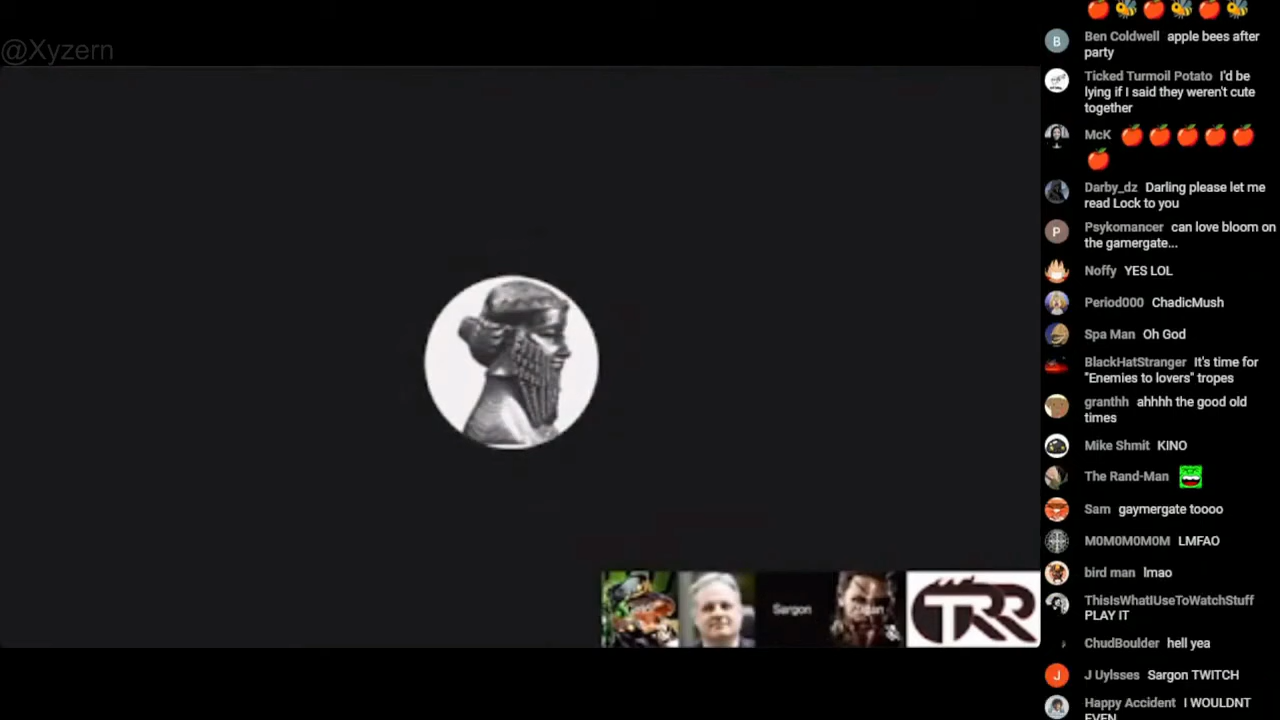 @Xyzern
🍎🐝🍎🐝🍎🐝
Ben Coldwell apple bees after
party
Ticked Turmoil Potato I'd be
lying if I said they weren't cute
together
McK 🍎🍎🍎🍎🍎
🍎
Darby_dz Darling please let me
read Lock to you
Psykomancer can love bloom on
the gamergate...
Noffy YES LOL
Period000 ChadicMush
Spa Man Oh God
BlackHatStranger It's time for
"Enemies to lovers" tropes
granthh ahhhh the good old
times
Mike Shmit KINO
The Rand-Man
Sam gaymergate toooo
M0M0M0M0M LMFAO
bird man lmao
ThisIsWhatIUseToWatchStuff
PLAY IT
ChudBoulder hell yea
J Uylsses Sargon TWITCH
Happy Accident I WOULDNT
EVEN
Sargon
TRR